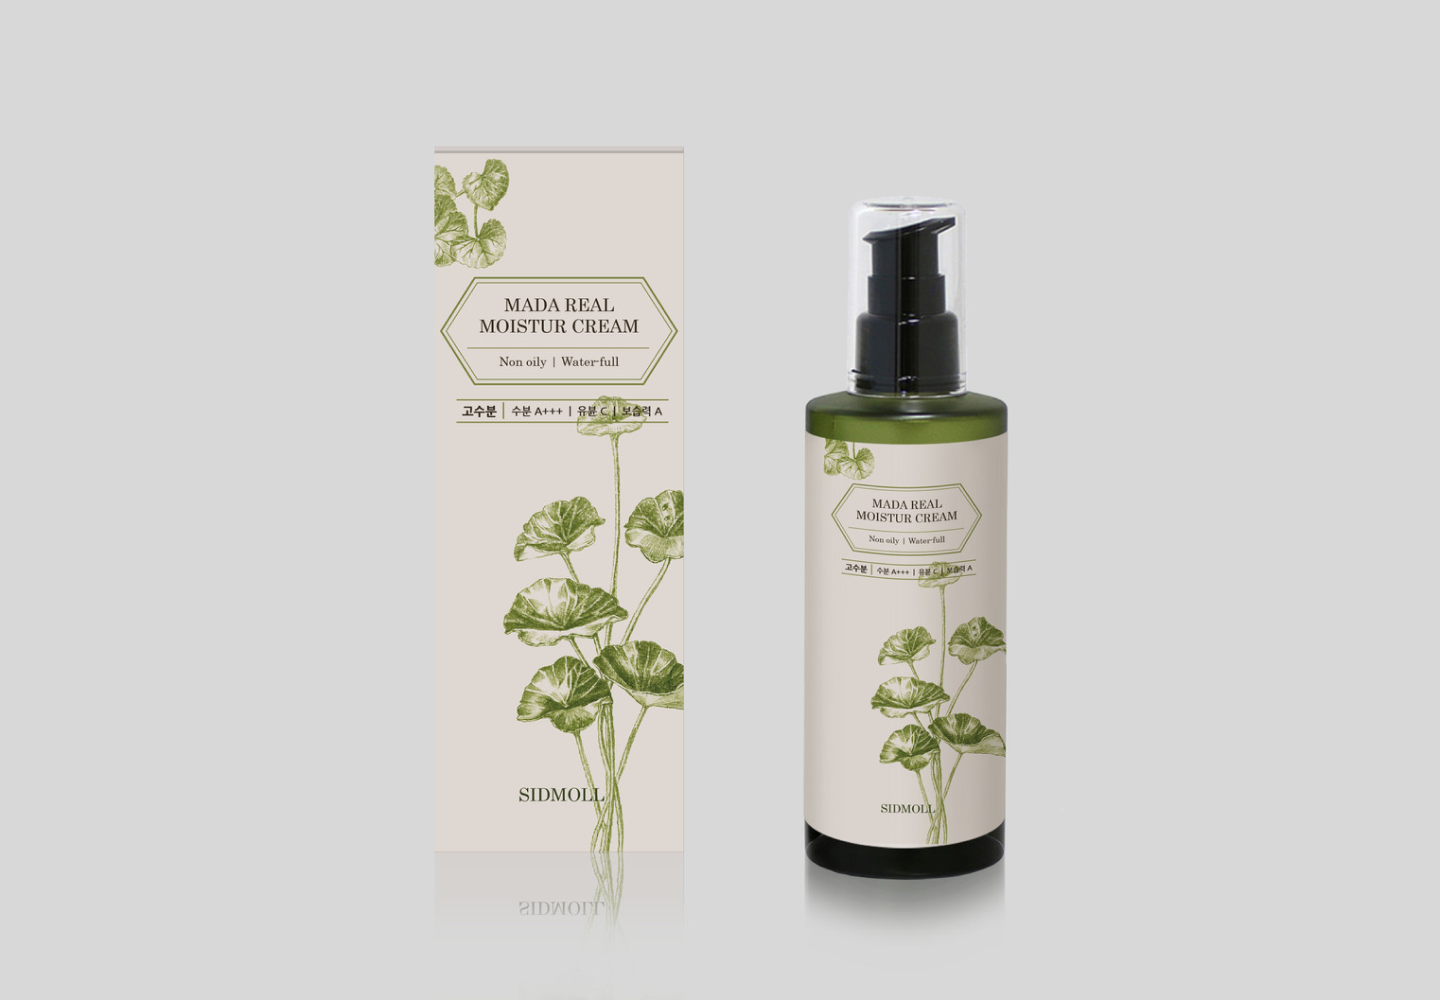 MADA REAL
MOISTUR CREAM
Non oily | Water-full
고수분 | 수분 A+++ | 유분 C | 보습력 A
SIDMOLL
SIDMOLL
MADA REAL
MOISTUR CREAM
Non oily | Water-full
고수분 | 수분 A+++ | 유분 C | 보습력 A
SIDMOLL